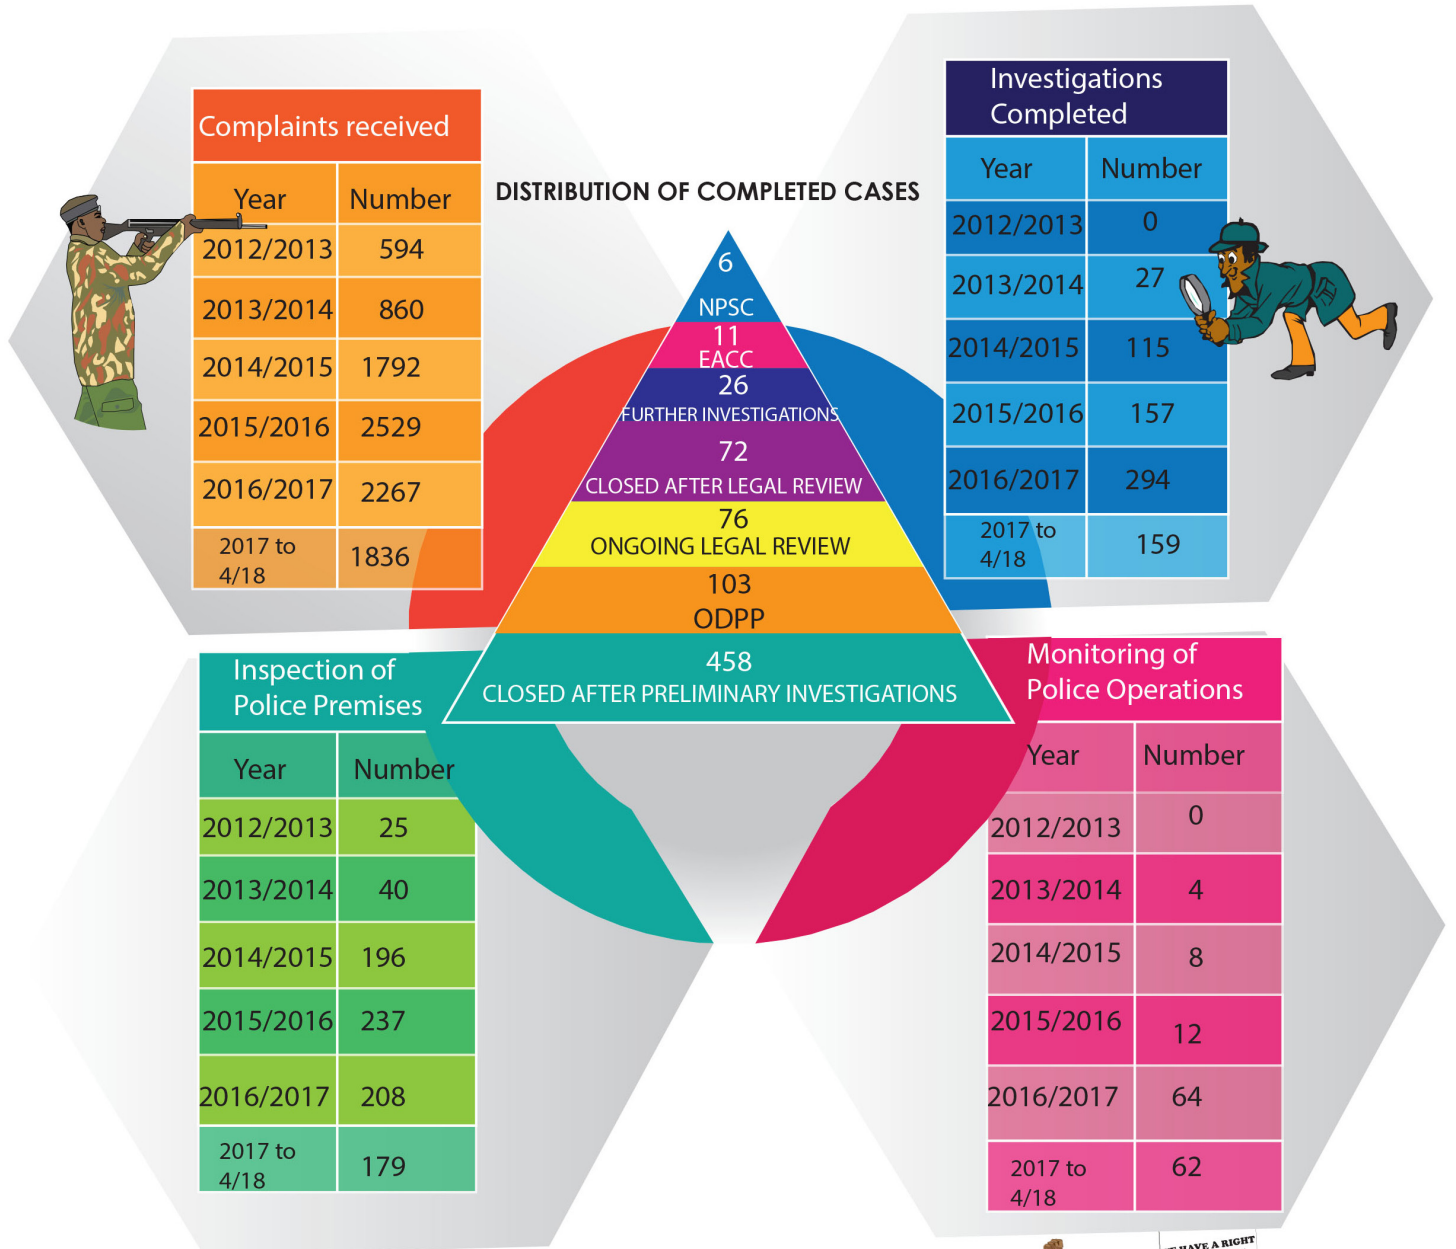 Complaints received
Year Number
2012/2013 594
2013/2014 860
2014/2015 1792
2015/2016 2529
2016/2017 2267
2017 to
4/18
1836
Investigations
Completed
Year Number
2012/2013 0
2013/2014 27
2014/2015 115
2015/2016 157
2016/2017 294
2017 to
4/18
159
DISTRIBUTION OF COMPLETED CASES
6
NPSC
11
EACC
26
FURTHER INVESTIGATIONS
72
CLOSED AFTER LEGAL REVIEW
76
ONGOING LEGAL REVIEW
103
ODPP
458
CLOSED AFTER PRELIMINARY INVESTIGATIONS
Inspection of
Police Premises
Year Number
2012/2013 25
2013/2014 40
2014/2015 196
2015/2016 237
2016/2017 208
2017 to
4/18
179
Monitoring of
Police Operations
Year Number
2012/2013 0
2013/2014 4
2014/2015 8
2015/2016 12
2016/2017 64
2017 to
4/18
62
HAVE A RIGHT